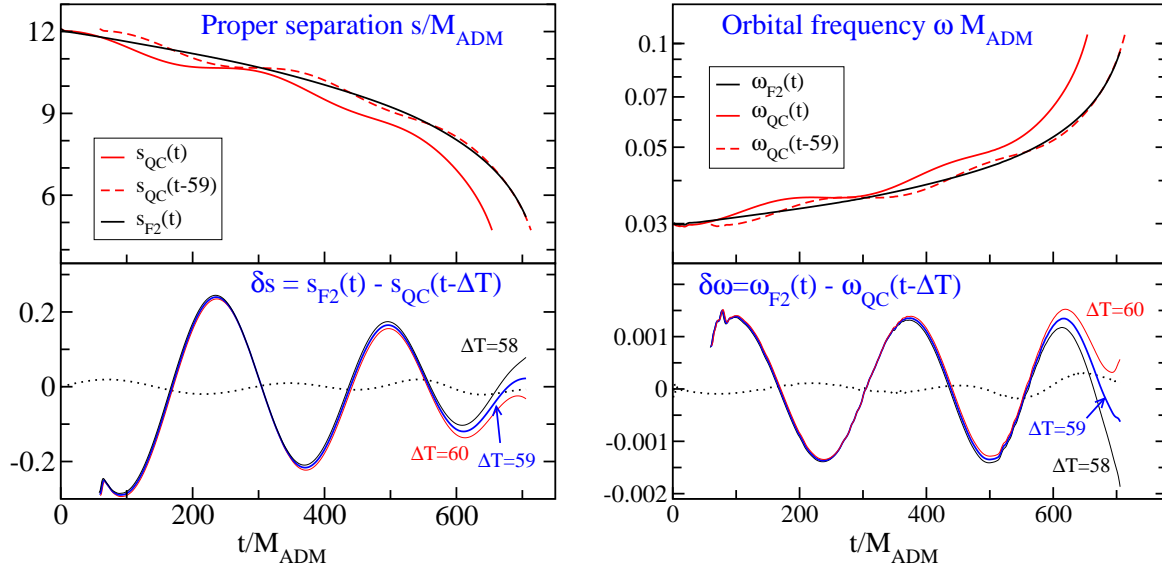 Proper separation s/M_ADM
12
9
6
s_QC(t)
s_QC(t-59)
s_F2(t)
δs = s_F2(t) - s_QC(t-ΔT)
0.2
0
-0.2
ΔT=58
ΔT=60
ΔT=59
0
200
400
600
t/M_ADM
Orbital frequency ω M_ADM
0.1
0.07
0.05
0.03
ω_F2(t)
ω_QC(t)
ω_QC(t-59)
δω=ω_F2(t) - ω_QC(t-ΔT)
0.001
0
-0.001
-0.002
ΔT=60
ΔT=59
ΔT=58
0
200
400
600
t/M_ADM